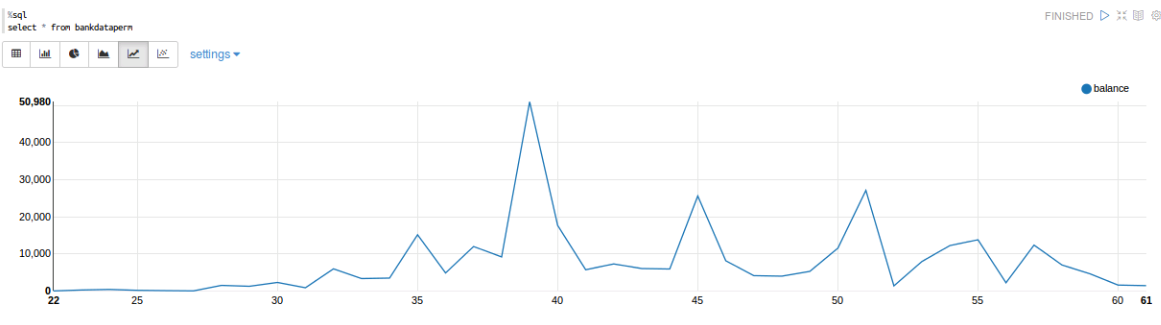 %sql
FINISHED
select * from bankdataperm
settings
balance
50,980
40,000
30,000
20,000
10,000
0
22 25 30 35 40 45 50 55 60 61